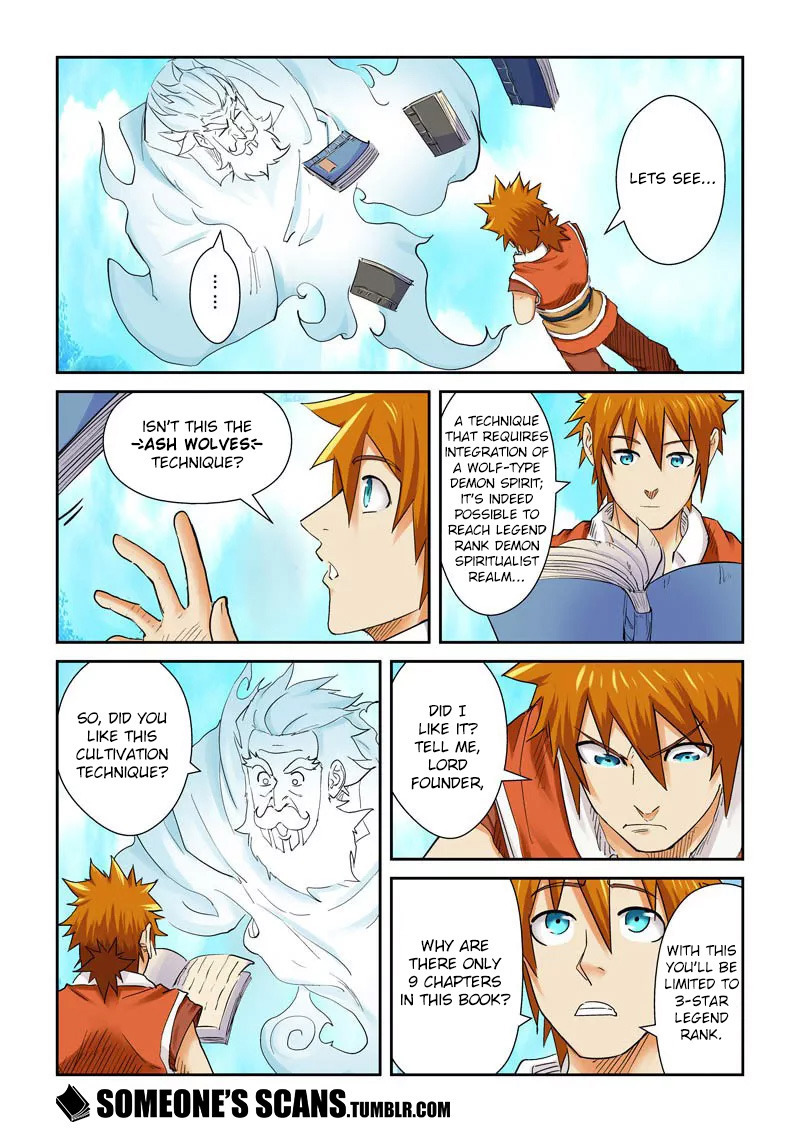 LETS SEE...
......
ISN'T THIS THE
-:ASH WOLVES:-
TECHNIQUE?
A TECHNIQUE
THAT REQUIRES
INTEGRATION OF
A WOLF-TYPE
DEMON SPIRIT;
IT'S INDEED
POSSIBLE TO
REACH LEGEND
RANK DEMON
SPIRITUALIST
REALM...
SO, DID YOU
LIKE THIS
CULTIVATION
TECHNIQUE?
DID I
LIKE IT?
TELL ME,
LORD
FOUNDER,
WHY ARE
THERE ONLY
9 CHAPTERS
IN THIS BOOK?
WITH THIS
YOU'LL BE
LIMITED TO
3-STAR
LEGEND
RANK.
SOMEONE'S SCANS.TUMBLR.COM